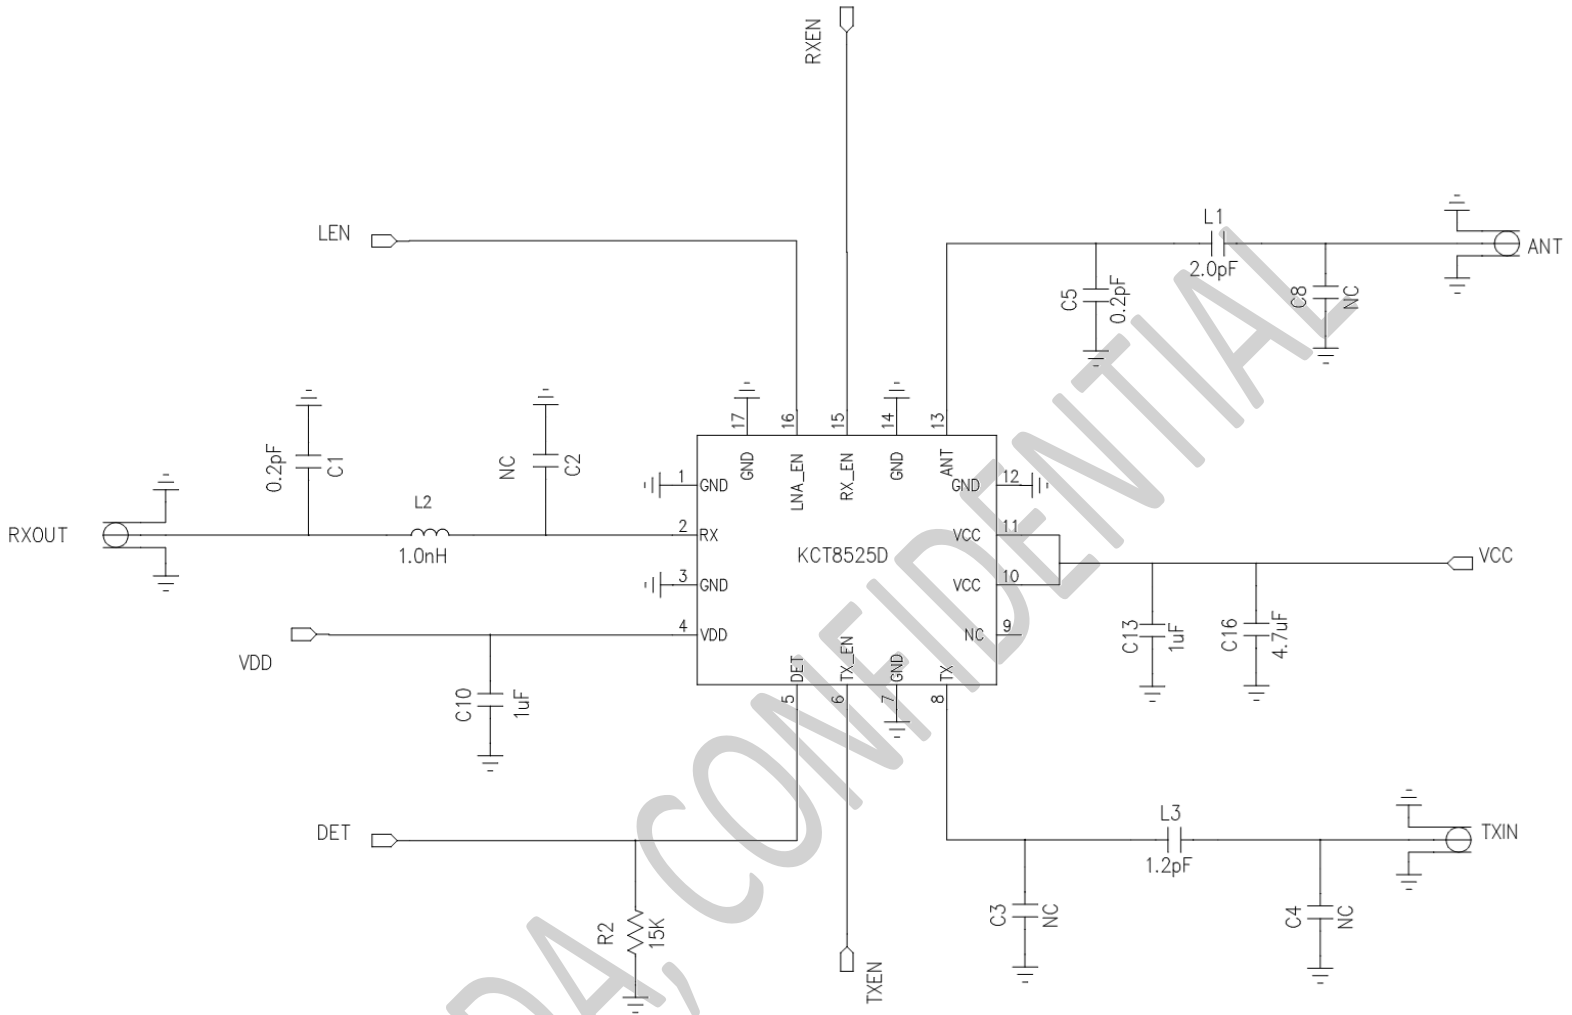 RXEN
LEN
L1
2.0pF
ANT
C5
0.2pF
C8
NC
0.2pF
C1
NC
C2
17
16
15
14
13
GND
LNA_EN
RX_EN
GND
ANT
RXOUT
L2
1.0nH
1
GND
2
RX
3
GND
4
VDD
KCT8525D
GND
12
VCC
11
VCC
10
NC
9
VCC
C13
1uF
C16
4.7uF
VDD
C10
1uF
DET
TX_EN
GND
TX
5
6
7
8
DET
R2
15K
TXEN
L3
1.2pF
TXIN
C3
NC
C4
NC
DA, CONFIDENTIAL